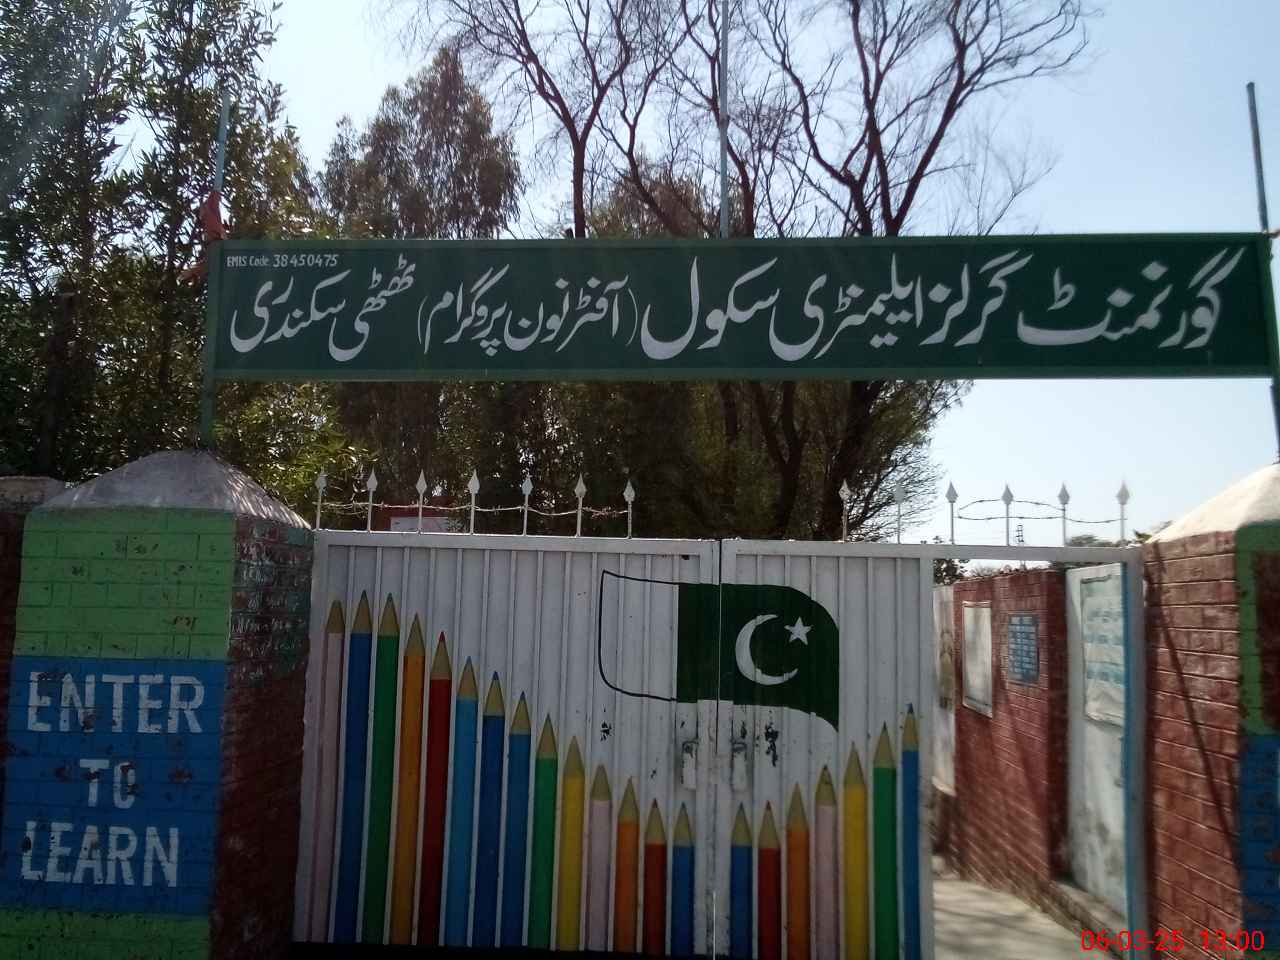 EMIS Code 38450475
گورنمنٹ گرلز ایلیمنٹری سکول (آفٹرنون پروگرام) ٹھٹھی سکندری
ENTER
TO
LEARN
06-03-25 13:00